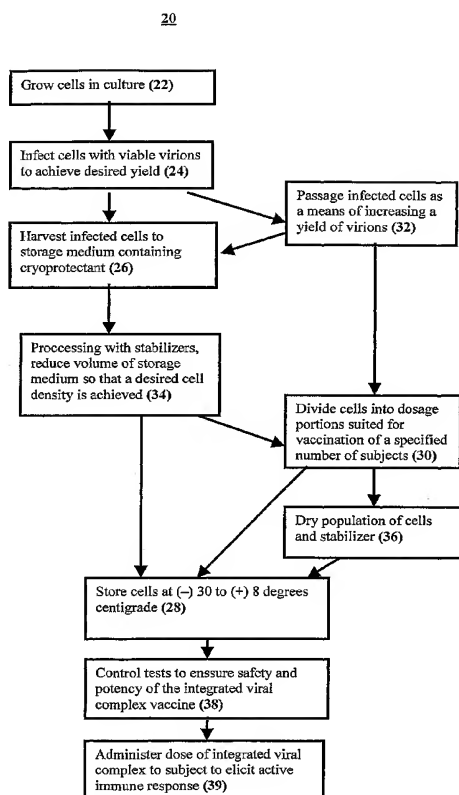 20
Grow cells in culture (22)
Infect cells with viable virions
to achieve desired yield (24)
Passage infected cells as
a means of increasing a
yield of virions (32)
Harvest infected cells to
storage medium containing
cryoprotectant (26)
Proccessing with stabilizers,
reduce volume of storage
medium so that a desired cell
density is achieved (34)
Divide cells into dosage
portions suited for
vaccination of a specified
number of subjects (30)
Dry population of cells
and stabilizer (36)
Store cells at (–) 30 to (+) 8 degrees
centigrade (28)
Control tests to enssure safety and
potency of the integrated viral
complex vaccine (38)
Administer dose of integrated viral
complex to subject to elicit active
immune response (39)